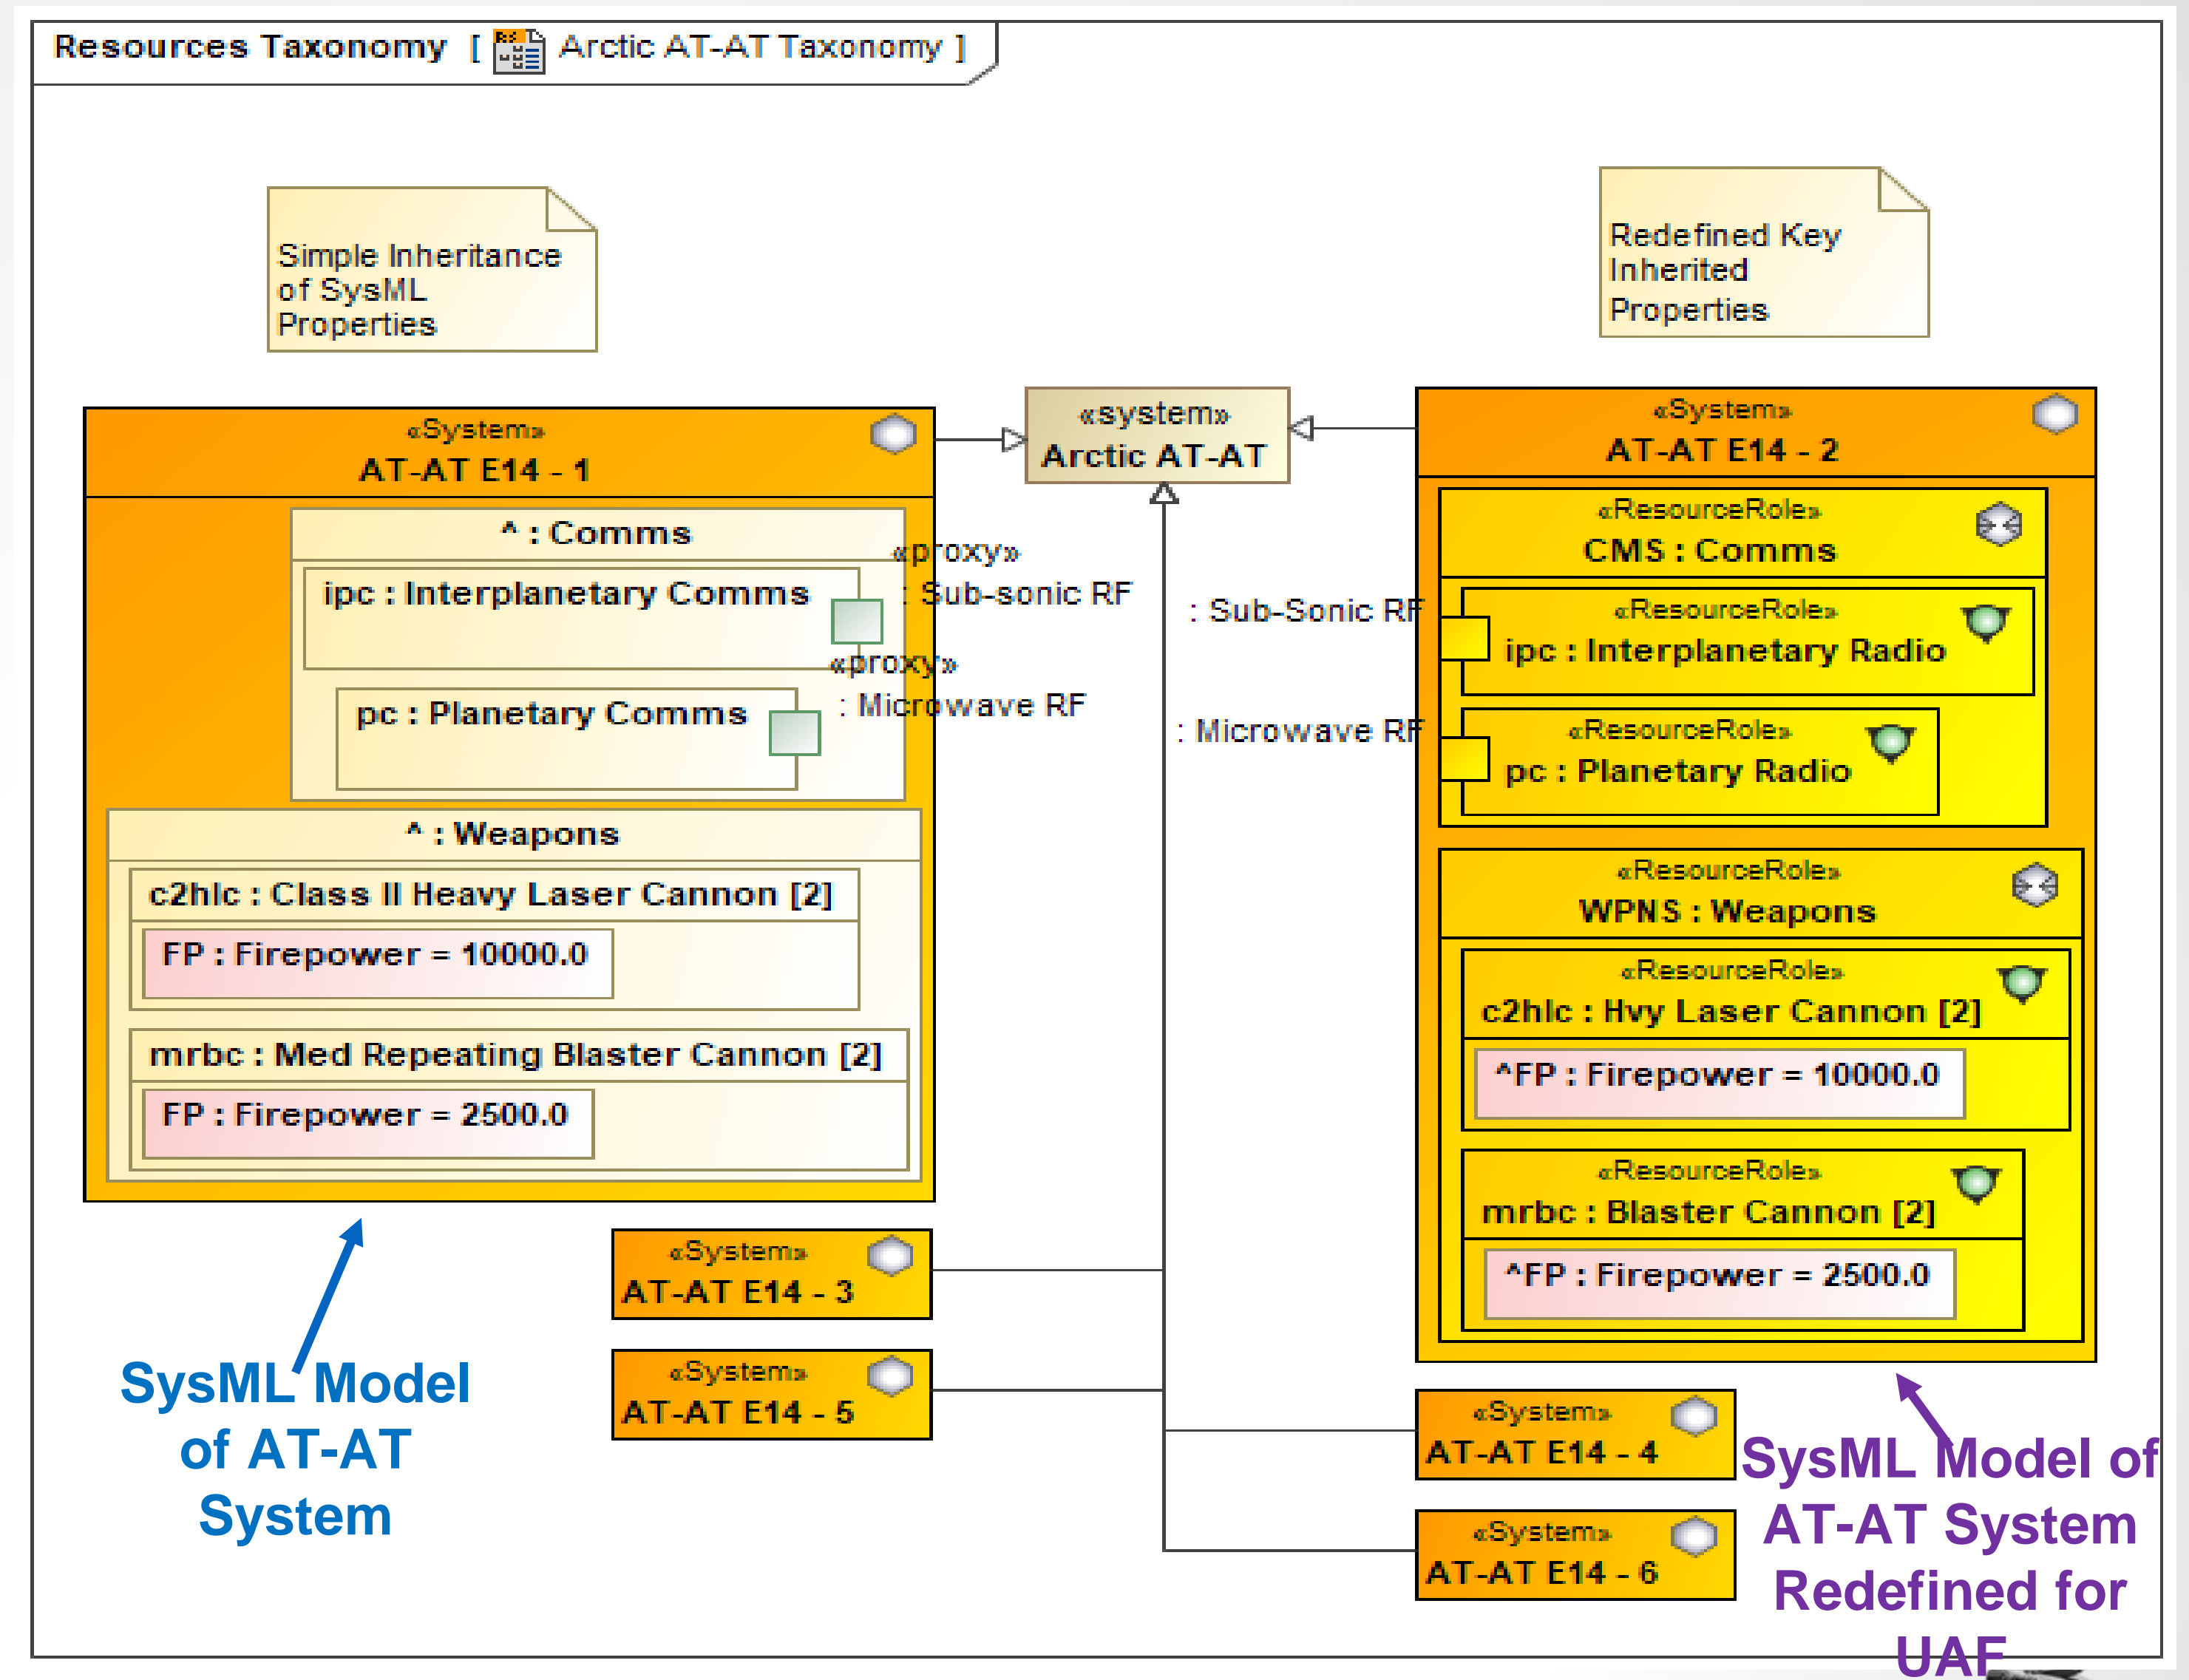 Resources Taxonomy [ Arctic AT-AT Taxonomy ]
Simple Inheritance
of SysML
Properties
Redefined Key
Inherited
Properties
«System»
AT-AT E14 - 1
^ : Comms
ipc : Interplanetary Comms
«proxy»
: Sub-sonic RF
pc : Planetary Comms
«proxy»
: Microwave RF
^ : Weapons
c2hlc : Class II Heavy Laser Cannon [2]
FP : Firepower = 10000.0
mrbc : Med Repeating Blaster Cannon [2]
FP : Firepower = 2500.0
«system»
Arctic AT-AT
«System»
AT-AT E14 - 2
«ResourceRole»
CMS : Comms
: Sub-Sonic RF
«ResourceRole»
ipc : Interplanetary Radio
: Microwave RF
«ResourceRole»
pc : Planetary Radio
«ResourceRole»
WPNS : Weapons
«ResourceRole»
c2hlc : Hvy Laser Cannon [2]
^FP : Firepower = 10000.0
«ResourceRole»
mrbc : Blaster Cannon [2]
^FP : Firepower = 2500.0
«System»
AT-AT E14 - 3
«System»
AT-AT E14 - 5
«System»
AT-AT E14 - 4
«System»
AT-AT E14 - 6
SysML Model
of AT-AT
System
SysML Model of
AT-AT System
Redefined for
UAF